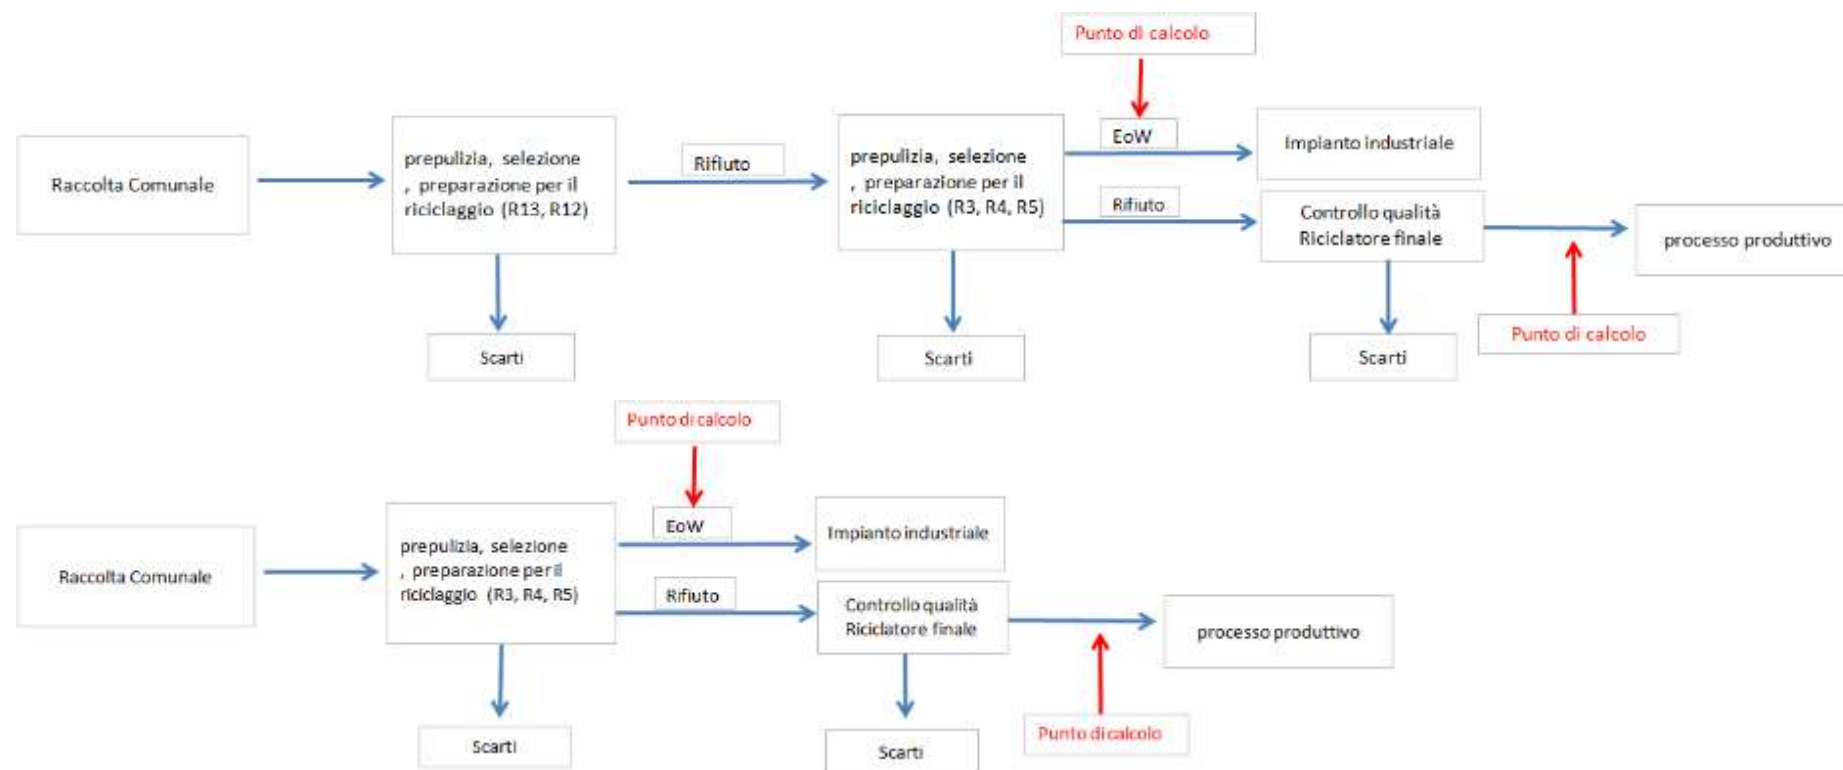 Punto di calcolo
Raccolta Comunale
prepulizia, selezione
, preparazione per il
riciclaggio (R13, R12)
Rifiuto
prepulizia, selezione
, preparazione per il
riciclaggio (R3, R4, R5)
EoW
Impianto industriale
Rifiuto
Controllo qualità
Riciclatore finale
processo produttivo
Scarti
Scarti
Scarti
Punto di calcolo
Punto di calcolo
Raccolta Comunale
prepulizia, selezione
, preparazione per il
riciclaggio (R3, R4, R5)
EoW
Impianto industriale
Rifiuto
Controllo qualità
Riciclatore finale
processo produttivo
Scarti
Scarti
Punto di calcolo